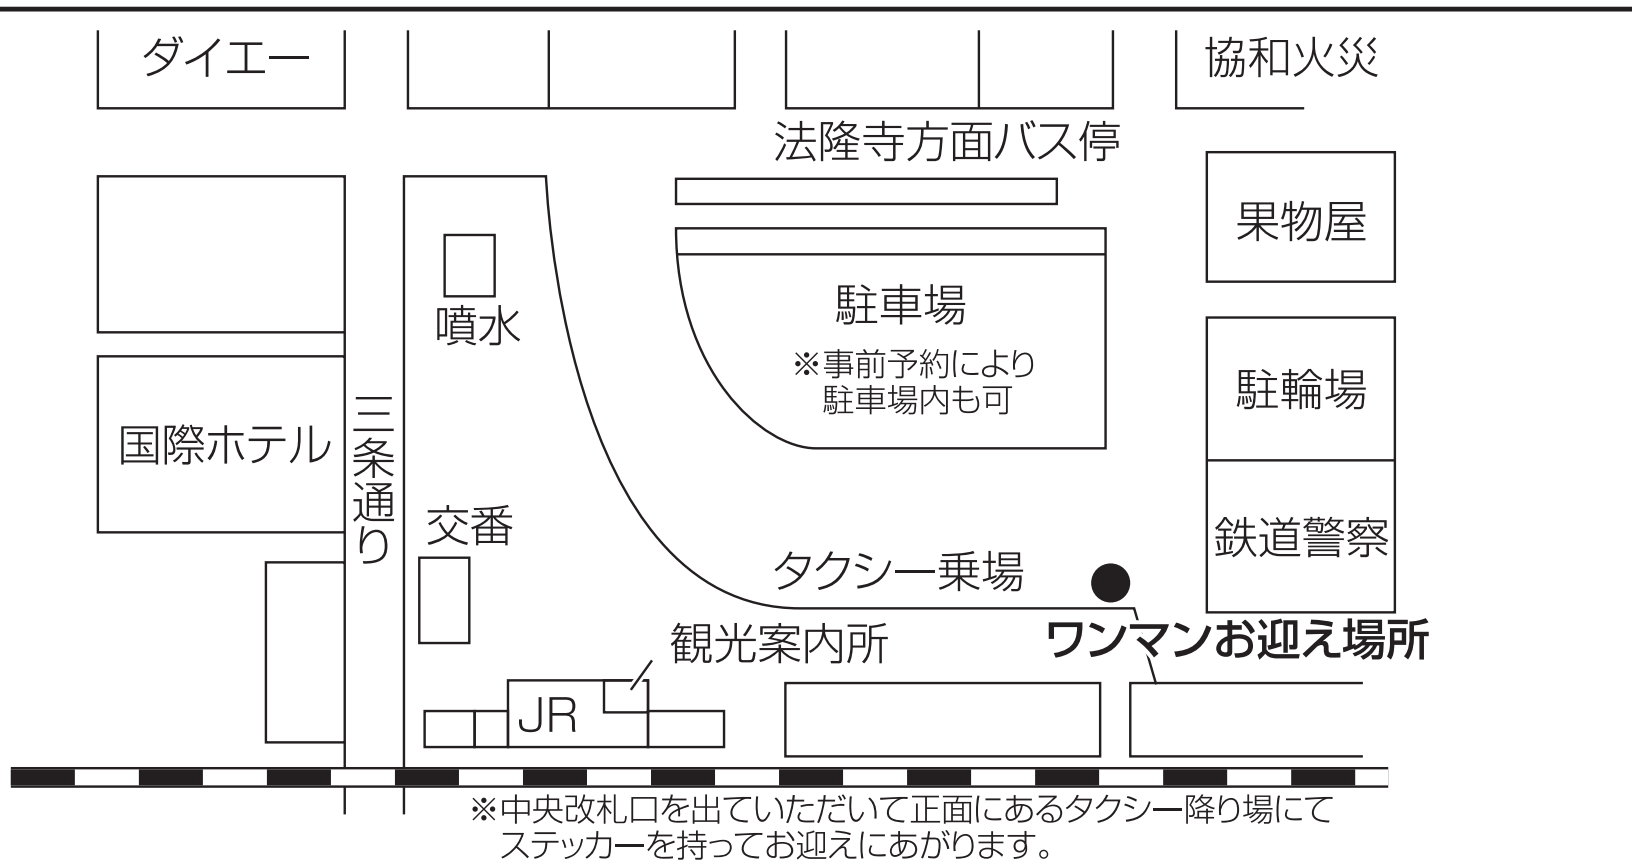 ダイエー
協和火災
法隆寺方面バス停
果物屋
噴水
駐車場
※事前予約により
駐車場内も可
駐輪場
国際ホテル
三条通り
交番
鉄道警察
タクシー乗場
ワンマンお迎え場所
観光案内所
JR
※中央改札口を出ていただいて正面にあるタクシー降り場にて
ステッカーを持ってお迎えにあがります。